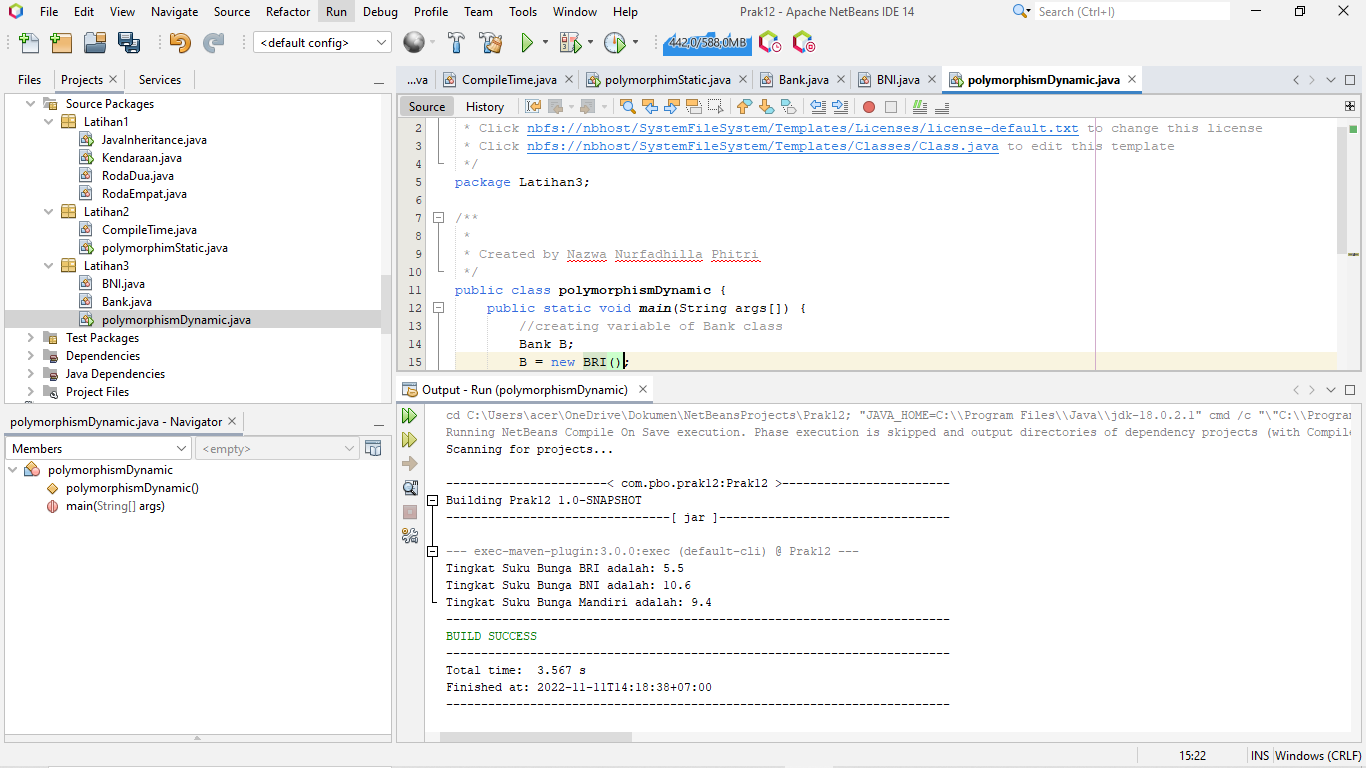 File Edit View Navigate Source Refactor Run Debug Profile Team Tools Window Help
Prak12 - Apache NetBeans IDE 14
Search (Ctrl+I)
<default config>
442,0/588,0MB
Files Projects Services
Source Packages
Latihan1
JavaInheritance.java
Kendaraan.java
RodaDua.java
RodaEmpat.java
Latihan2
CompileTime.java
polymorphimStatic.java
Latihan3
BNI.java
Bank.java
polymorphismDynamic.java
Test Packages
Dependencies
Java Dependencies
Project Files
polymorphismDynamic.java - Navigator
Members
<empty>
polymorphismDynamic
polymorphismDynamic()
main(String[] args)
...va CompileTime.java polymorphimStatic.java Bank.java BNI.java polymorphismDynamic.java
Source History
2 * Click nbfs://nbhost/SystemFileSystem/Templates/Licenses/license-default.txt to change this license
3 * Click nbfs://nbhost/SystemFileSystem/Templates/Classes/Class.java to edit this template
4 */
5 package Latihan3;
6
7 /**
8 *
9 * Created by Nazwa Nurfadhilla Phitri
10 */
11 public class polymorphismDynamic {
12 public static void main(String args[]) {
13 //creating variable of Bank class
14 Bank B;
15 B = new BRI();
Output - Run (polymorphismDynamic)
cd C:\Users\acer\OneDrive\Dokumen\NetBeansProjects\Prak12; "JAVA_HOME=C:\\Program Files\\Java\\jdk-18.0.2.1" cmd /c "\"C:\\Program
Running NetBeans Compile On Save execution. Phase execution is skipped and output directories of dependency projects (with Compile
Scanning for projects...
-----------------------< com.pbo.prak12:Prak12 >------------------------
Building Prak12 1.0-SNAPSHOT
--------------------------------[ jar ]---------------------------------
--- exec-maven-plugin:3.0.0:exec (default-cli) @ Prak12 ---
Tingkat Suku Bunga BRI adalah: 5.5
Tingkat Suku Bunga BNI adalah: 10.6
Tingkat Suku Bunga Mandiri adalah: 9.4
------------------------------------------------------------------------
BUILD SUCCESS
------------------------------------------------------------------------
Total time:  3.567 s
Finished at: 2022-11-11T14:18:38+07:00
------------------------------------------------------------------------
15:22 INS Windows (CRLF)